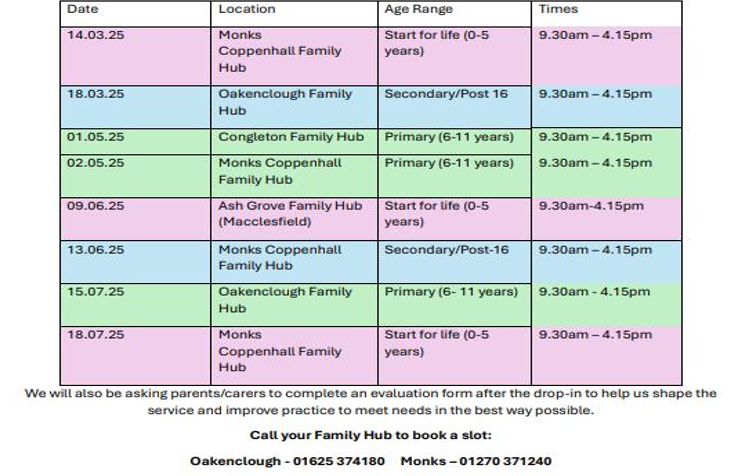 Date Location Age Range Times
14.03.25 Monks Start for life (0-5 9.30am – 4.15pm
Coppenhall Family years)
Hub
18.03.25 Oakenclough Family Secondary/Post 16 9.30am – 4.15pm
Hub
01.05.25 Congleton Family Hub Primary (6-11 years) 9.30am – 4.15pm
02.05.25 Monks Coppenhall Primary (6-11 years) 9.30am – 4.15pm
Family Hub
09.06.25 Ash Grove Family Hub Start for life (0-5 9.30am-4.15pm
(Macclesfield) years)
13.06.25 Monks Coppenhall Secondary/Post-16 9.30am – 4.15pm
Family Hub
15.07.25 Oakenclough Family Primary (6- 11 years) 9.30am - 4.15pm
Hub
18.07.25 Monks Start for life (0-5 9.30am – 4.15pm
Coppenhall Family years)
Hub
We will also be asking parents/carers to complete an evaluation form after the drop-in to help us shape the
service and improve practice to meet needs in the best way possible.
Call your Family Hub to book a slot:
Oakenclough - 01625 374180 Monks – 01270 371240